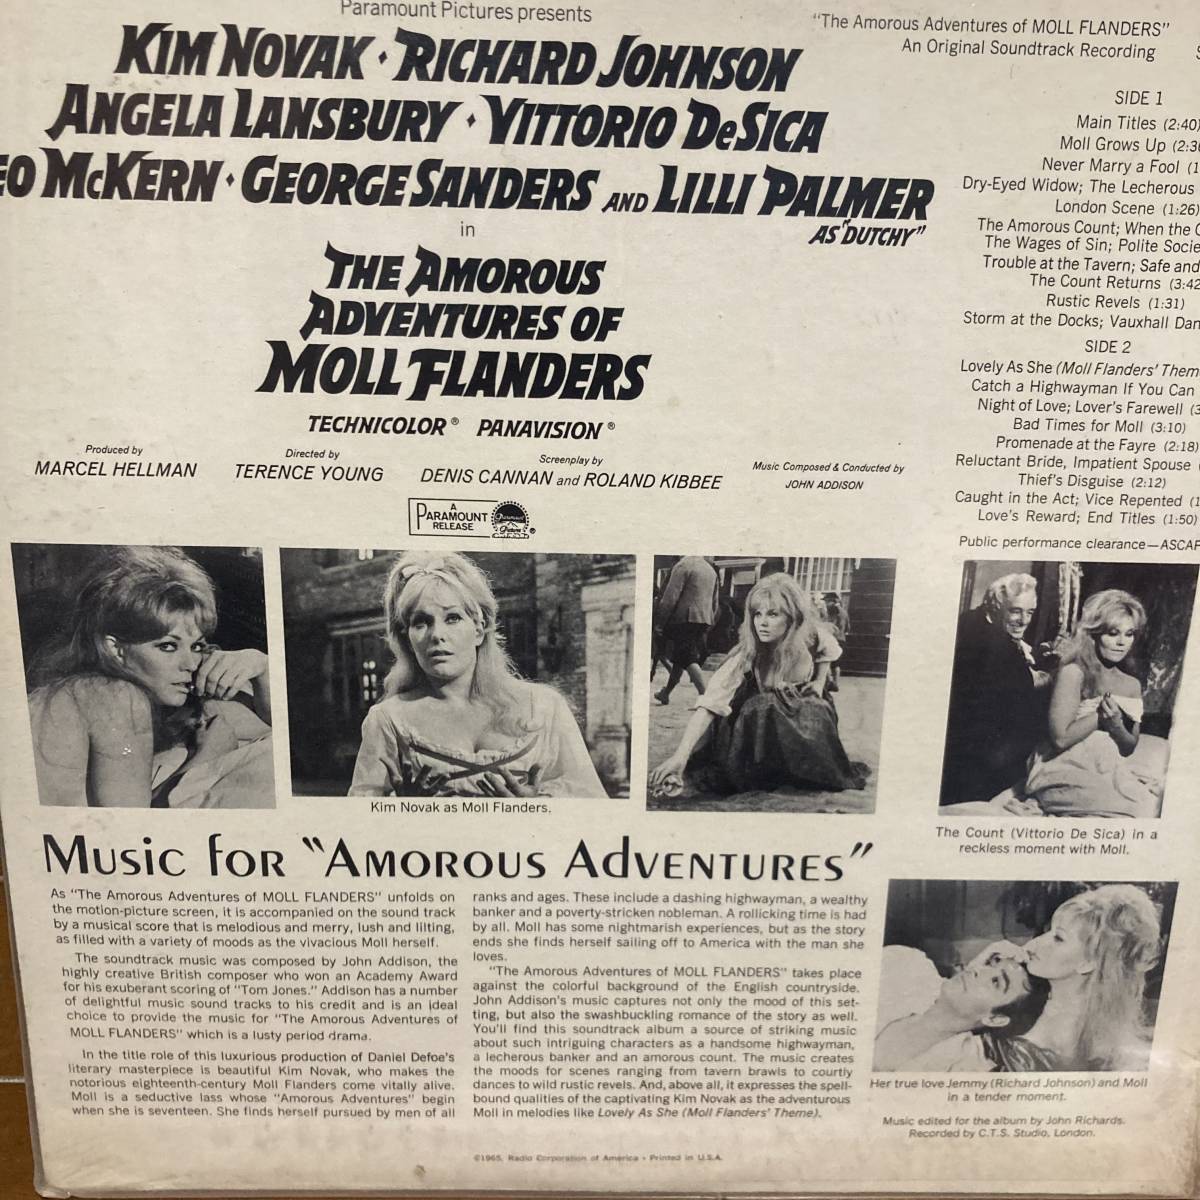 Paramount Pictures presents
KIM NOVAK · RICHARD JOHNSON
ANGELA LANSBURY · VITTORIO DeSICA
EO McKERN · GEORGE SANDERS AND LILLI PALMER
AS "DUTCHY"
in
THE AMOROUS
ADVENTURES OF
MOLL FLANDERS
TECHNICOLOR® PANAVISION®
Produced by
MARCEL HELLMAN
Directed by
TERENCE YOUNG
Screenplay by
DENIS CANNAN and ROLAND KIBBEE
Music Composed & Conducted by
JOHN ADDISON
A
PARAMOUNT
RELEASE
Paramount
"The Amorous Adventures of MOLL FLANDERS"
An Original Soundtrack Recording
SIDE 1
Main Titles (2:40)
Moll Grows Up (2:3
Never Marry a Fool (1
Dry-Eyed Widow; The Lecherous
London Scene (1:26)
The Amorous Count; When the
The Wages of Sin; Polite Socie
Trouble at the Tavern; Safe and
The Count Returns (3:42
Rustic Revels (1:31)
Storm at the Docks; Vauxhall Dan
SIDE 2
Lovely As She (Moll Flanders' Them
Catch a Highwayman If You Can
Night of Love; Lover's Farewell (3
Bad Times for Moll (3:10)
Promenade at the Fayre (2:18)
Reluctant Bride, Impatient Spouse
Thief's Disguise (2:12)
Caught in the Act; Vice Repented (1
Love's Reward; End Titles (1:50)
Public performance clearance—ASCAP
Kim Novak as Moll Flanders.
The Count (Vittorio De Sica) in a
reckless moment with Moll.
Music for "Amorous Adventures"
As "The Amorous Adventures of MOLL FLANDERS" unfolds on
the motion-picture screen, it is accompanied on the sound track
by a musical score that is melodious and merry, lush and lilting,
as filled with a variety of moods as the vivacious Moll herself.
The soundtrack music was composed by John Addison, the
highly creative British composer who won an Academy Award
for his exuberant scoring of "Tom Jones." Addison has a number
of delightful music sound tracks to his credit and is an ideal
choice to provide the music for "The Amorous Adventures of
MOLL FLANDERS" which is a lusty period drama.
In the title role of this luxurious production of Daniel Defoe's
literary masterpiece is beautiful Kim Novak, who makes the
notorious eighteenth-century Moll Flanders come vitally alive.
Moll is a seductive lass whose "Amorous Adventures" begin
when she is seventeen. She finds herself pursued by men of all
ranks and ages. These include a dashing highwayman, a wealthy
banker and a poverty-stricken nobleman. A rollicking time is had
by all. Moll has some nightmarish experiences, but as the story
ends she finds herself sailing off to America with the man she
loves.
"The Amorous Adventures of MOLL FLANDERS" takes place
against the colorful background of the English countryside.
John Addison's music captures not only the mood of this set-
ting, but also the swashbuckling romance of the story as well.
You'll find this soundtrack album a source of striking music
about such intriguing characters as a handsome highwayman,
a lecherous banker and an amorous count. The music creates
the moods for scenes ranging from tavern brawls to courtly
dances to wild rustic revels. And, above all, it expresses the spell-
bound qualities of the captivating Kim Novak as the adventurous
Moll in melodies like Lovely As She (Moll Flanders' Theme).
Her true love Jemmy (Richard Johnson) and Moll
in a tender moment.
Music edited for the album by John Richards.
Recorded by C.T.S. Studio, London.
©1965, Radio Corporation of America • Printed in U.S.A.